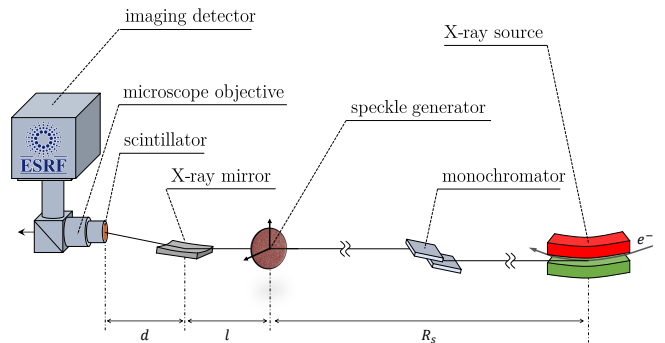 imaging detector
X-ray source
microscope objective
speckle generator
scintillator
ESRF
X-ray mirror
monochromator
e⁻
d
l
Rₛ